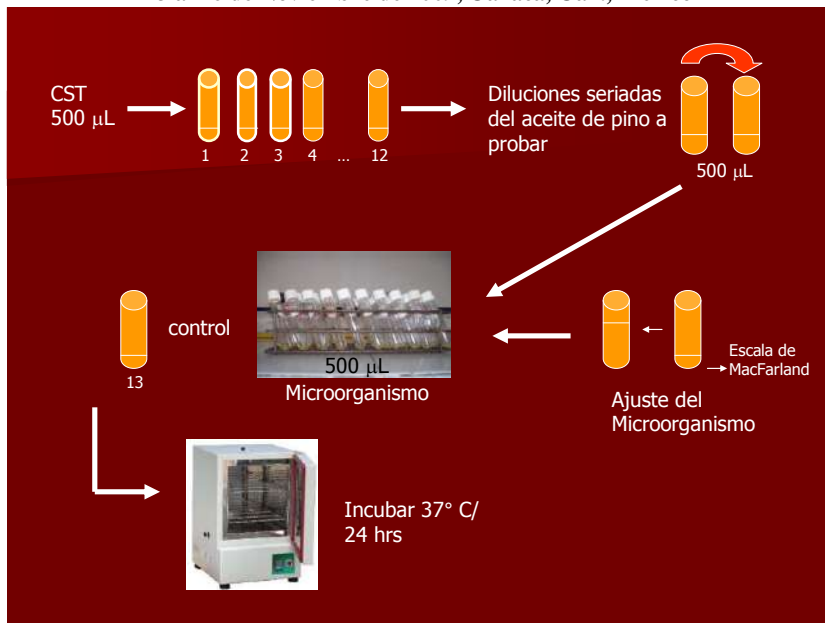 CST
500 µL
1
2
3
4
...
12
Diluciones seriadas
del aceite de pino a
probar
500 µL
13
control
500 µL
Microorganismo
Escala de
MacFarland
Ajuste del
Microorganismo
Incubar 37° C/
24 hrs